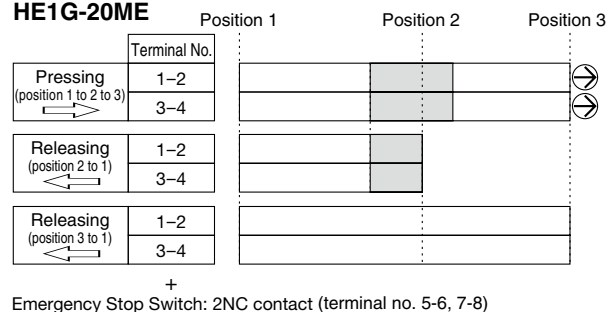 HE1G-20ME
Position 1 Position 2 Position 3
Terminal No.
Pressing
(position 1 to 2 to 3)
1–2
3–4
Releasing
(position 2 to 1)
1–2
3–4
Releasing
(position 3 to 1)
1–2
3–4
+
Emergency Stop Switch: 2NC contact (terminal no. 5-6, 7-8)